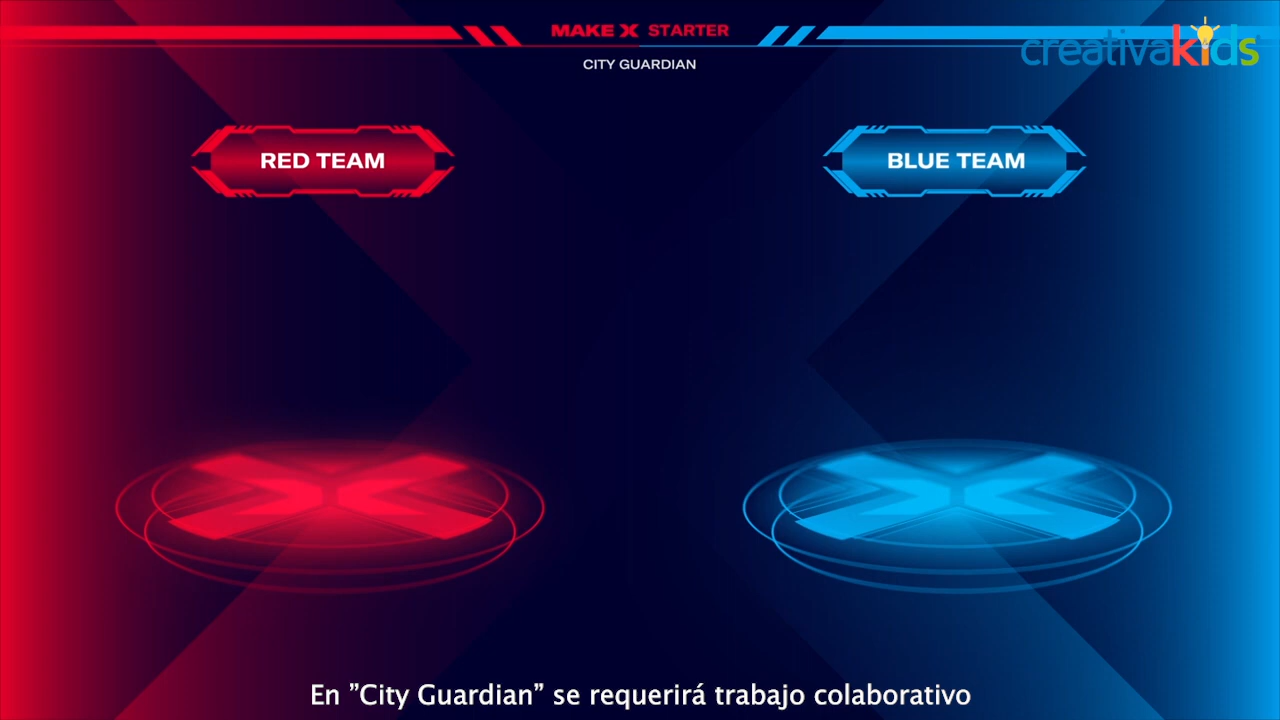 MAKE X STARTER
creativakids
CITY GUARDIAN
RED TEAM
BLUE TEAM
En ”City Guardian” se requerirá trabajo colaborativo